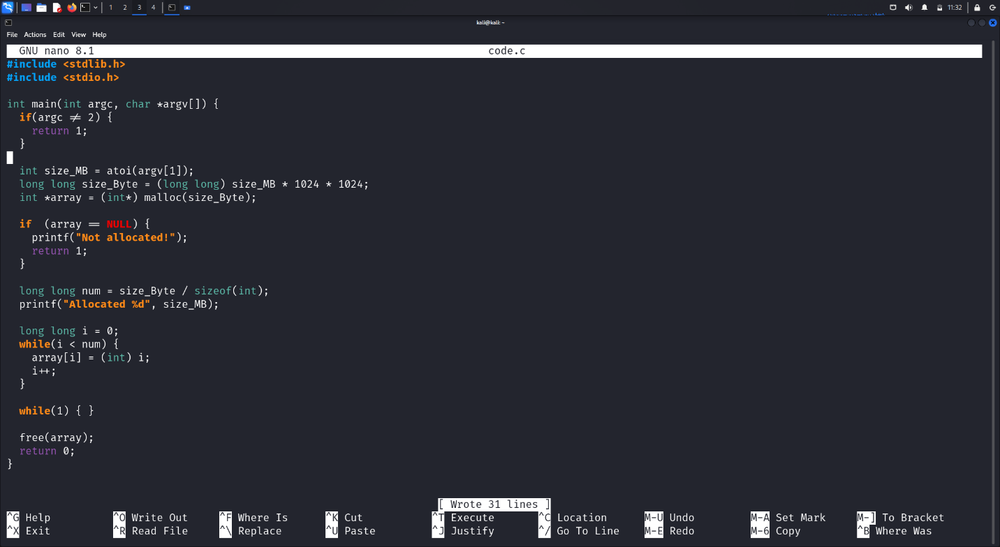 1 2 3 4 11:32
kali@kali: ~
File Actions Edit View Help
GNU nano 8.1 code.c
#include <stdlib.h>
#include <stdio.h>
int main(int argc, char *argv[]) {
if(argc != 2) {
return 1;
}
int size_MB = atoi(argv[1]);
long long size_Byte = (long long) size_MB * 1024 * 1024;
int *array = (int*) malloc(size_Byte);
if  (array == NULL) {
printf("Not allocated!");
return 1;
}
long long num = size_Byte / sizeof(int);
printf("Allocated %d", size_MB);
long long i = 0;
while(i < num) {
array[i] = (int) i;
i++;
}
while(1) { }
free(array);
return 0;
}
[ Wrote 31 lines ]
^G Help ^O Write Out ^F Where Is ^K Cut ^T Execute ^C Location M-U Undo M-A Set Mark M-] To Bracket
^X Exit ^R Read File ^\ Replace ^U Paste ^J Justify ^/ Go To Line M-E Redo M-6 Copy ^B Where Was